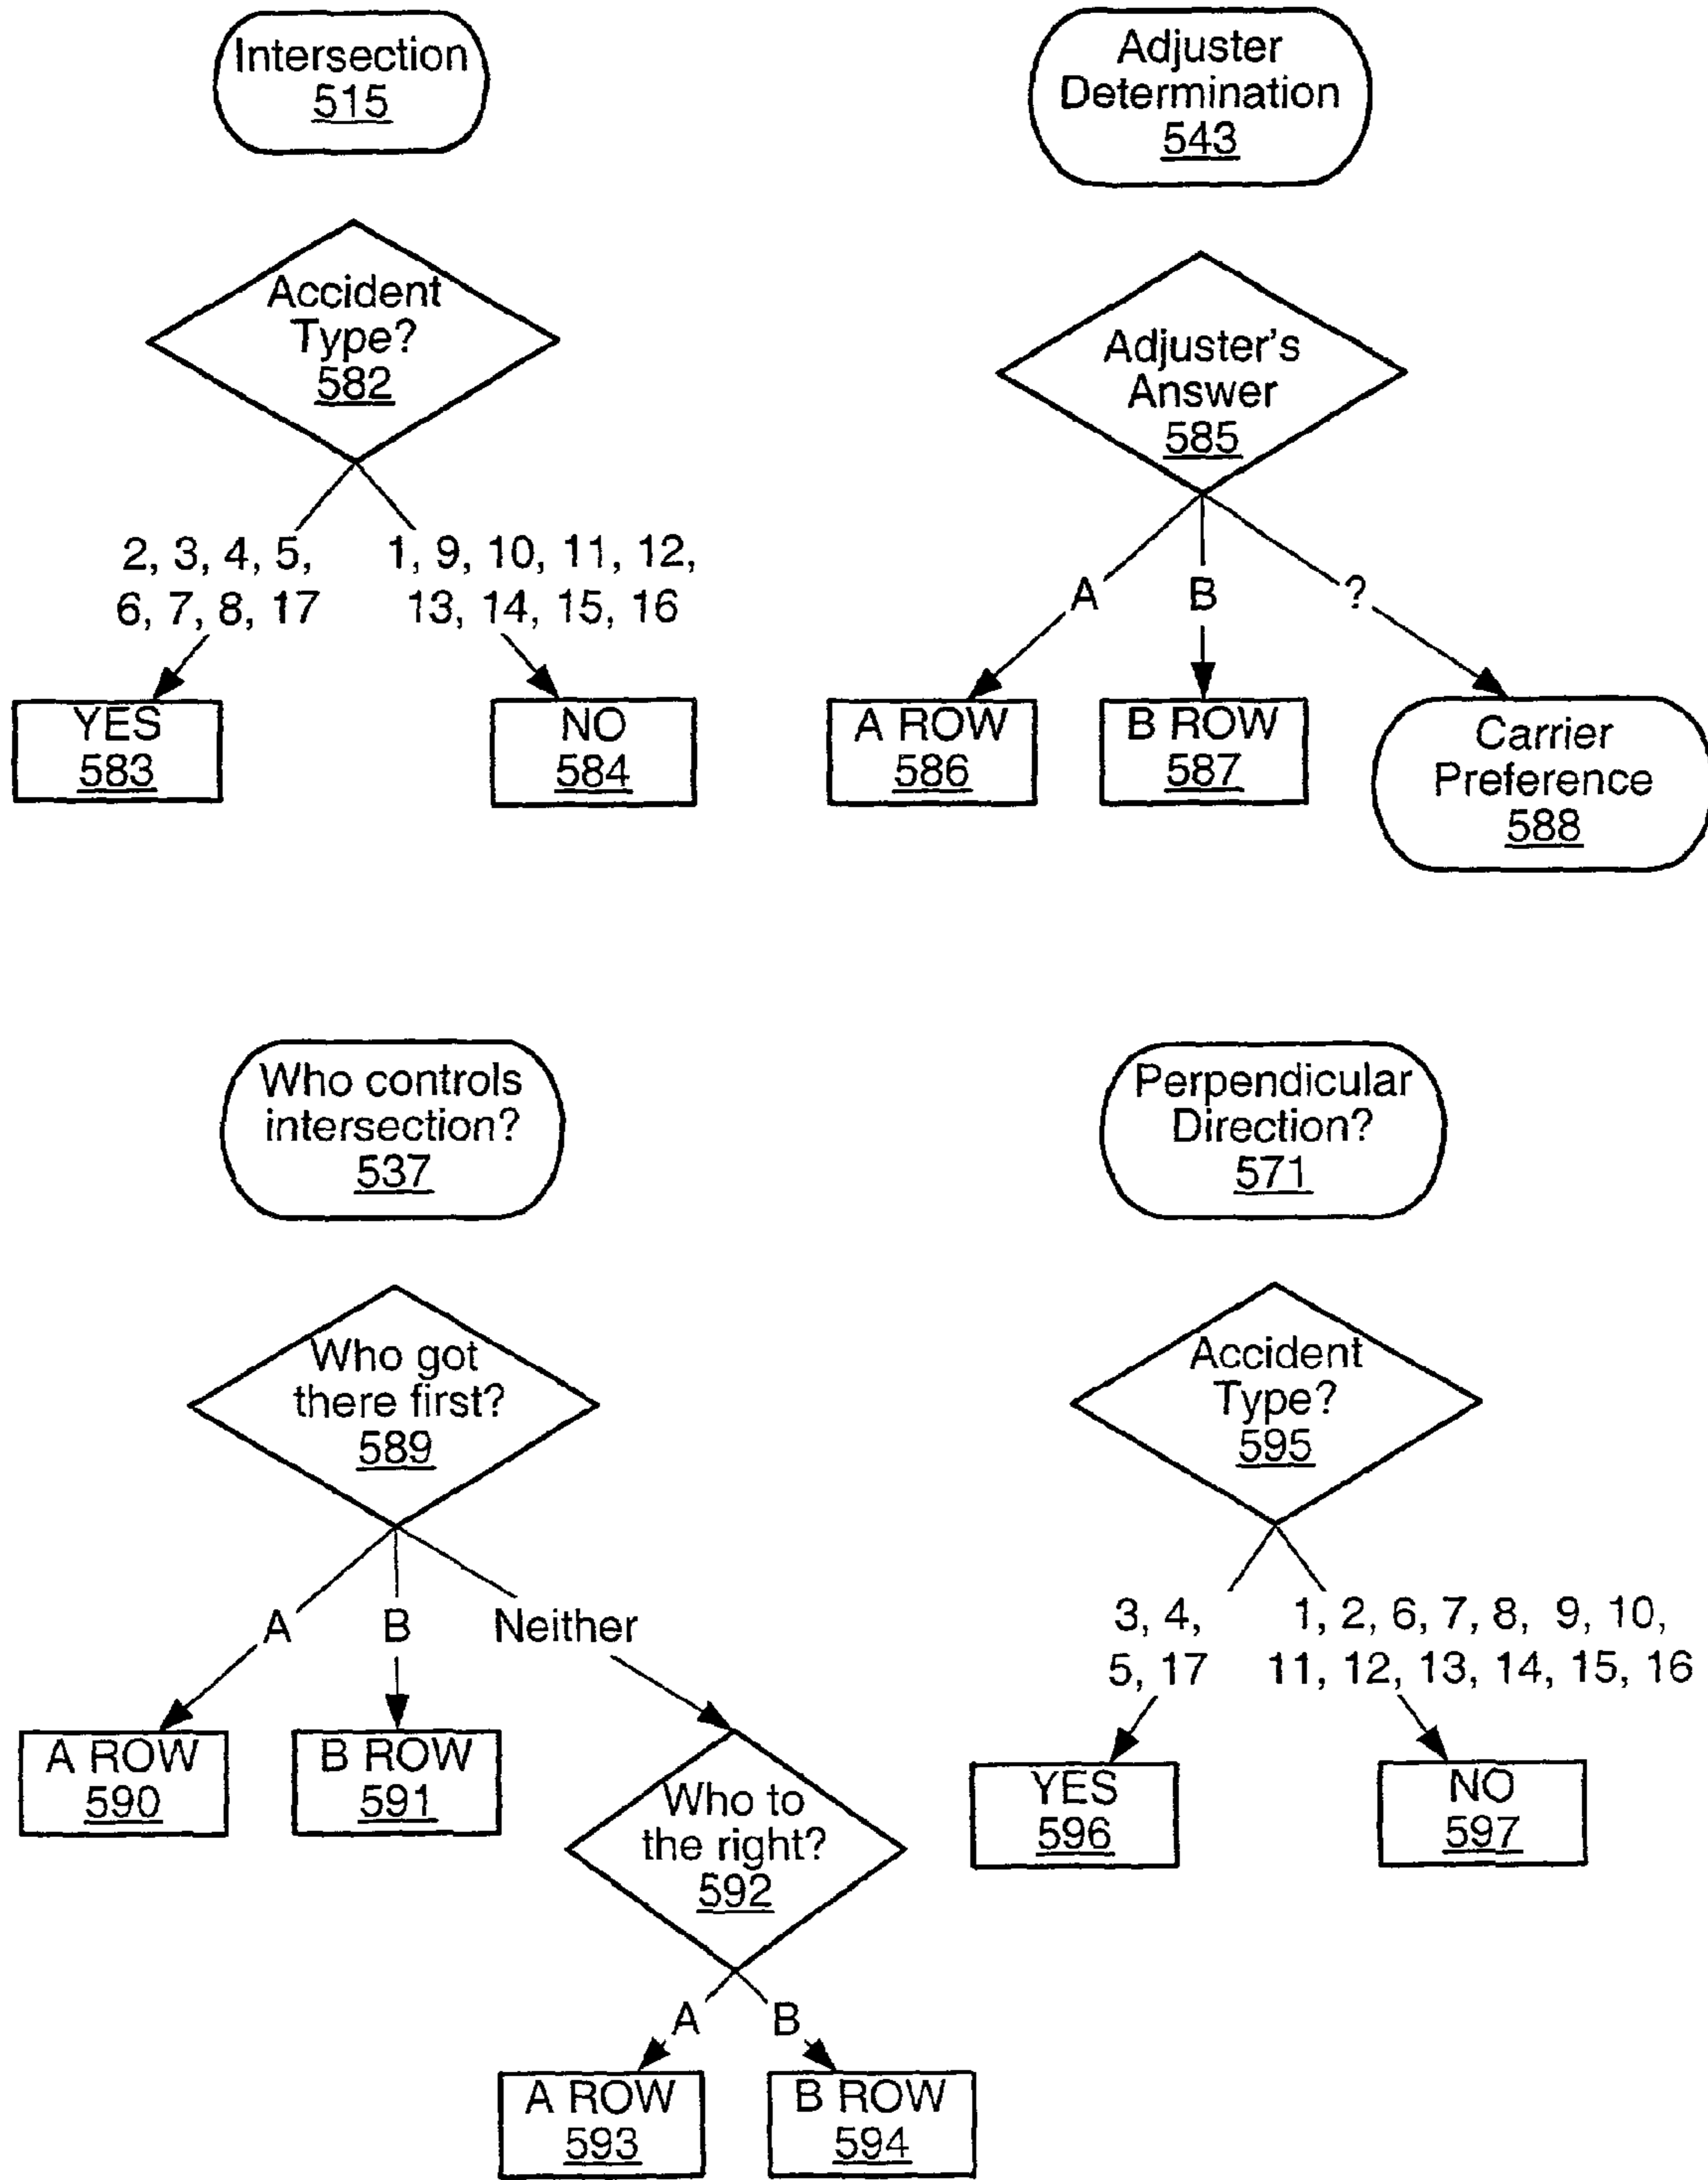 Intersection
515
Accident
Type?
582
2, 3, 4, 5,
6, 7, 8, 17
1, 9, 10, 11, 12,
13, 14, 15, 16
YES
583
NO
584
Adjuster
Determination
543
Adjuster's
Answer
585
A
B
?
A ROW
586
B ROW
587
Carrier
Preference
588
Who controls
intersection?
537
Who got
there first?
589
A
B
Neither
A ROW
590
B ROW
591
Who to
the right?
592
A
B
A ROW
593
B ROW
594
Perpendicular
Direction?
571
Accident
Type?
595
3, 4,
5, 17
1, 2, 6, 7, 8, 9, 10,
11, 12, 13, 14, 15, 16
YES
596
NO
597